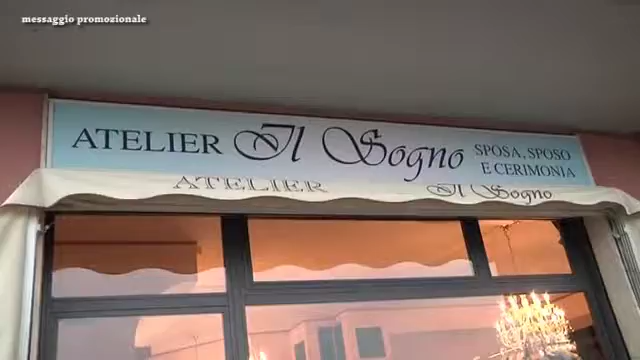 messaggio promozionale
ATELIER Il Sogno SPOSA, SPOSO
E CERIMONIA
ATELIER Il Sogno